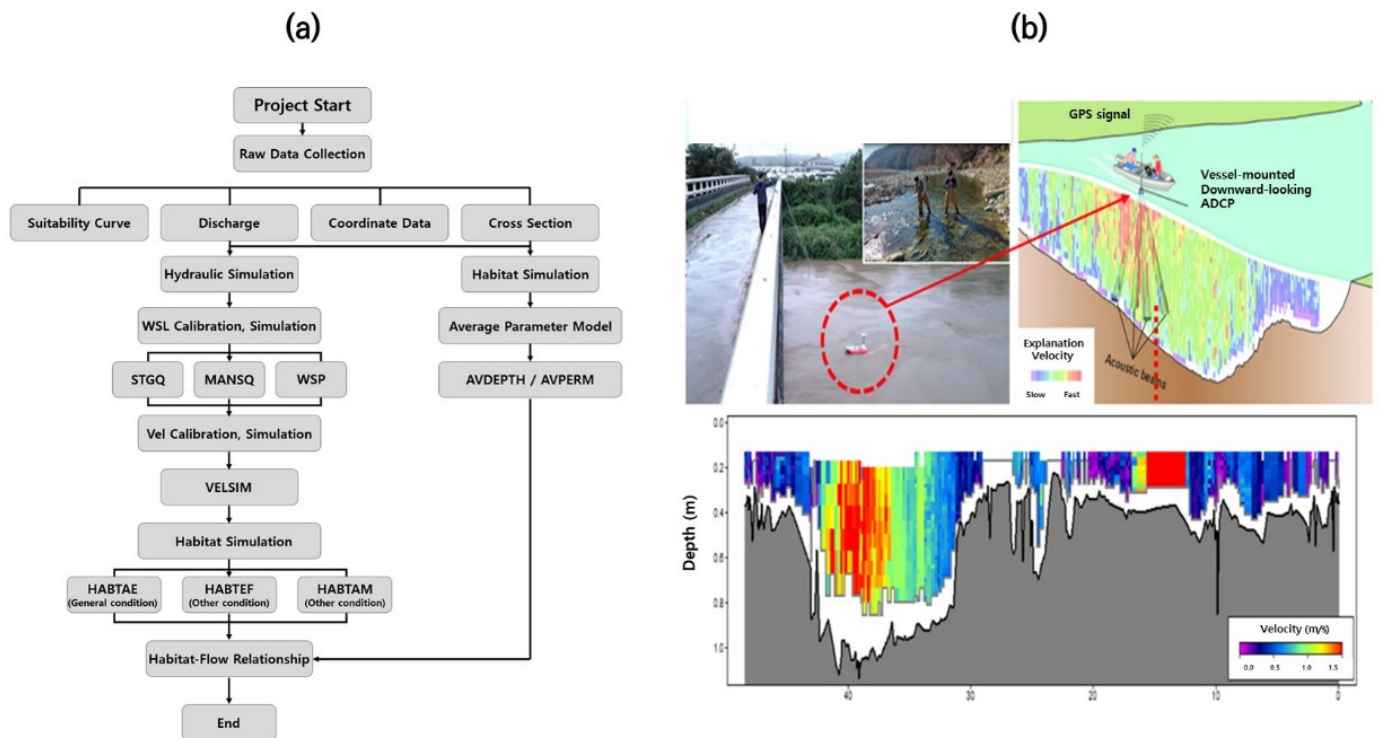 (a)
Project Start
Raw Data Collection
Suitability Curve
Discharge
Coordinate Data
Cross Section
Hydraulic Simulation
Habitat Simulation
WSL Calibration, Simulation
Average Parameter Model
STGQ
MANSQ
WSP
AVDEPTH / AVPERM
Vel Calibration, Simulation
VELSIM
Habitat Simulation
HABTAE
(General condition)
HABTEF
(Other condition)
HABTAM
(Other condition)
Habitat-Flow Relationship
End
(b)
GPS signal
Vessel-mounted
Downward-looking
ADCP
Explanation
Velocity
Slow
Fast
Acoustic beams
Depth (m)
0.0
0.2
0.4
0.6
0.8
1.0
40
30
20
10
0
Velocity (m/s)
0.0
0.5
1.0
1.5